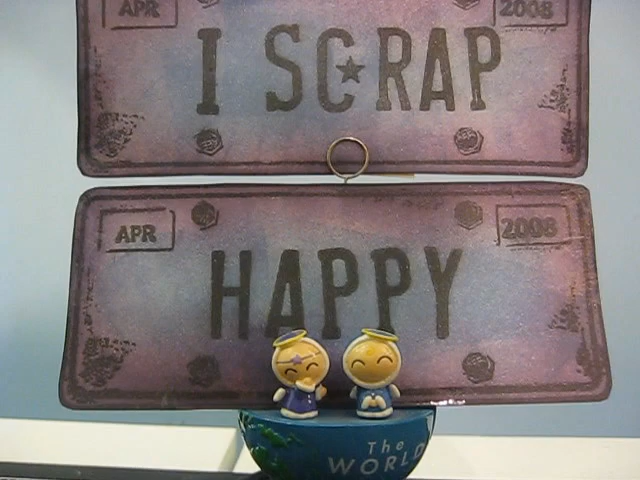 APR 2008
I SC★RAP
APR 2008
HAPPY
The
WORLD